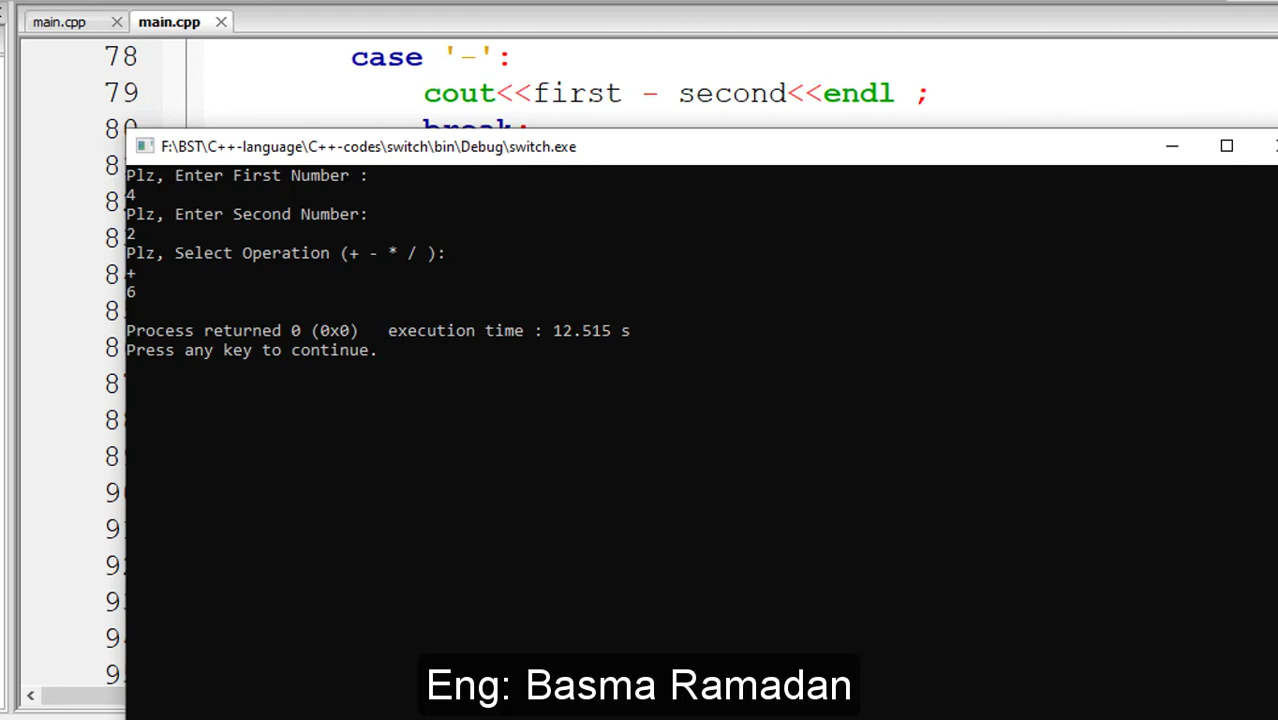 main.cpp main.cpp
78 case '-':
79 cout<<first - second<<endl ;
80 break;
F:\BST\C++-language\C++-codes\switch\bin\Debug\switch.exe
Plz, Enter First Number :
4
Plz, Enter Second Number:
2
Plz, Select Operation (+ - * / ):
+
6
Process returned 0 (0x0) execution time : 12.515 s
Press any key to continue.
Eng: Basma Ramadan